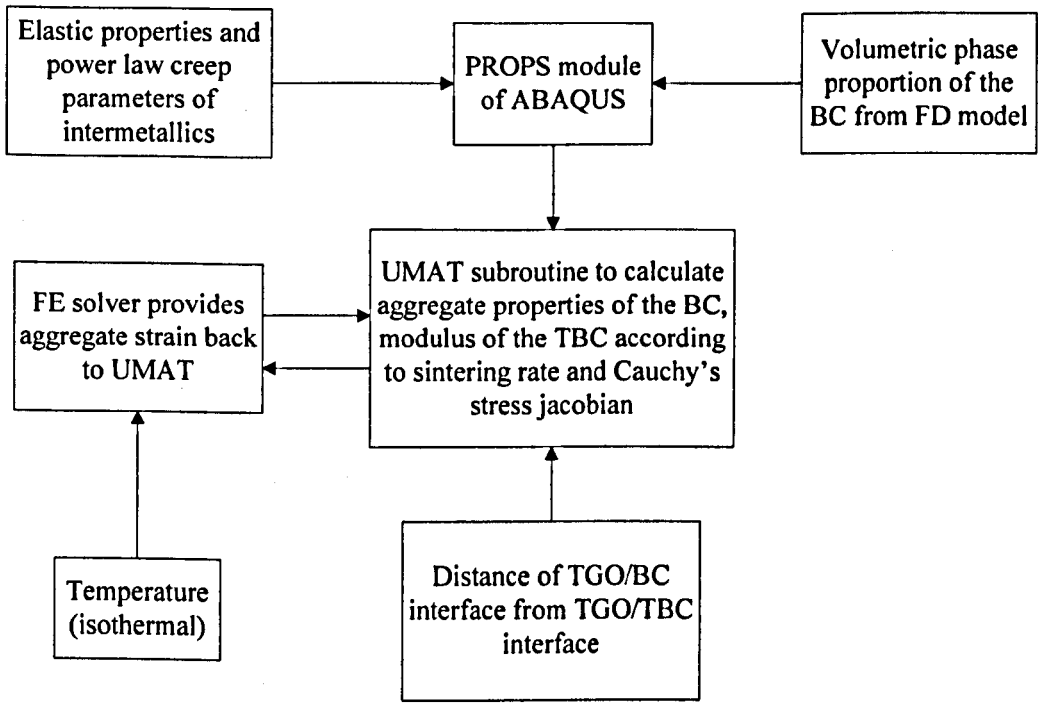 Elastic properties and
power law creep
parameters of
intermetallics
PROPS module
of ABAQUS
Volumetric phase
proportion of the
BC from FD model
FE solver provides
aggregate strain back
to UMAT
UMAT subroutine to calculate
aggregate properties of the BC,
modulus of the TBC according
to sintering rate and Cauchy's
stress jacobian
Temperature
(isothermal)
Distance of TGO/BC
interface from TGO/TBC
interface